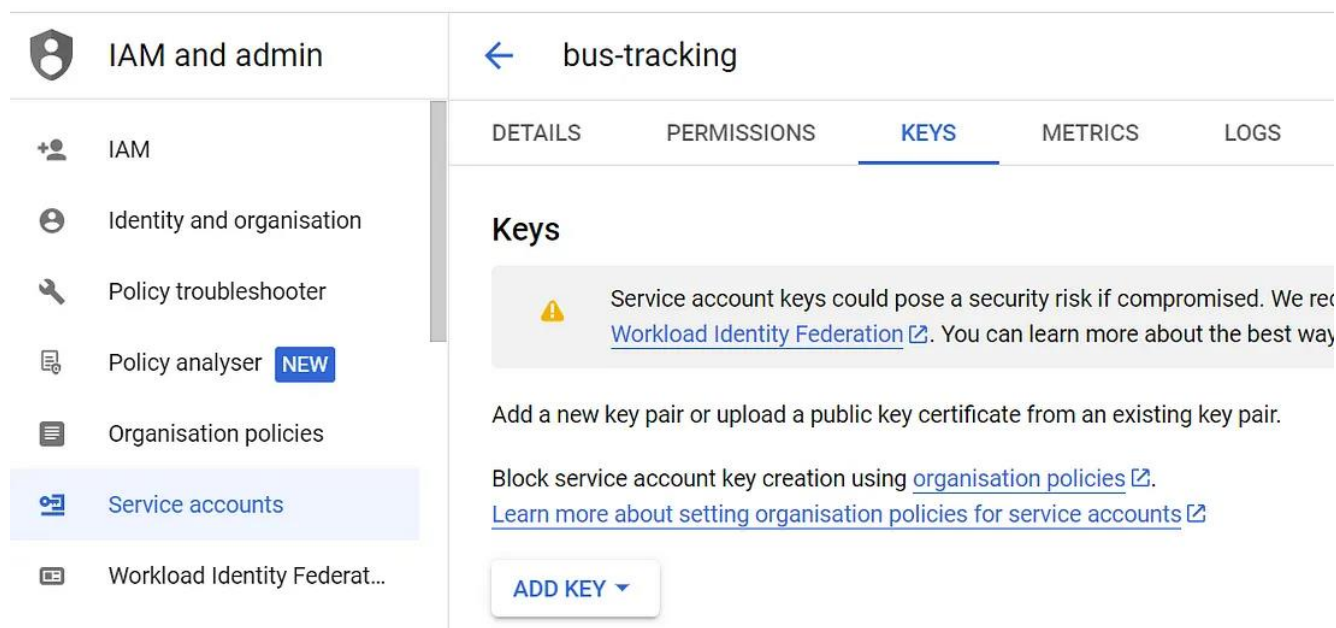 IAM and admin
IAM
Identity and organisation
Policy troubleshooter
Policy analyser NEW
Organisation policies
Service accounts
Workload Identity Federat...
bus-tracking
DETAILS PERMISSIONS KEYS METRICS LOGS
Keys
Service account keys could pose a security risk if compromised. We
Workload Identity Federation. You can learn more about the best way
Add a new key pair or upload a public key certificate from an existing key pair.
Block service account key creation using organisation policies.
Learn more about setting organisation policies for service accounts
ADD KEY